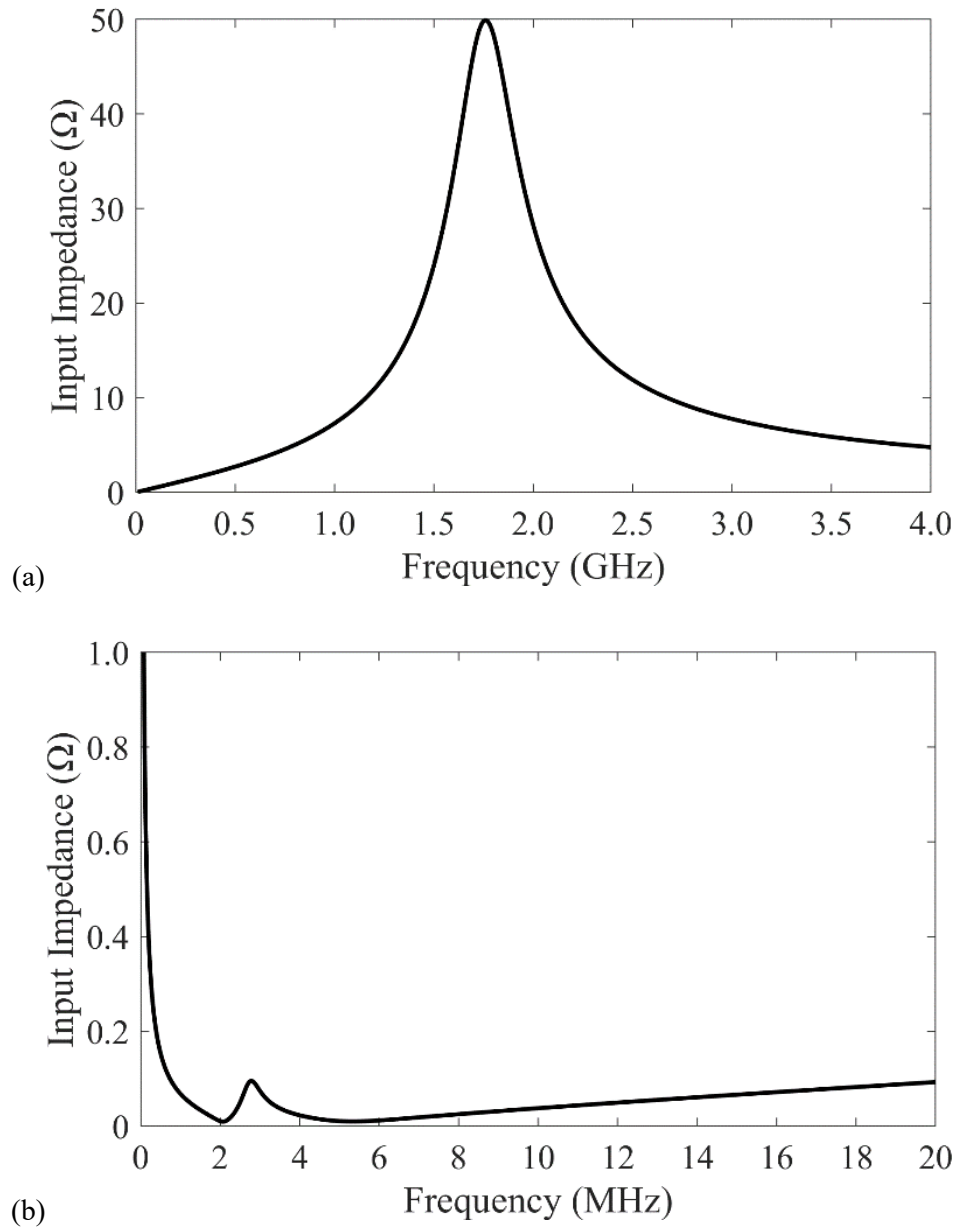 50
40
30
20
10
0
Input Impedance (Ω)
0 0.5 1.0 1.5 2.0 2.5 3.0 3.5 4.0
Frequency (GHz)
(a)
1.0
0.8
0.6
0.4
0.2
0
Input Impedance (Ω)
0 2 4 6 8 10 12 14 16 18 20
Frequency (MHz)
(b)